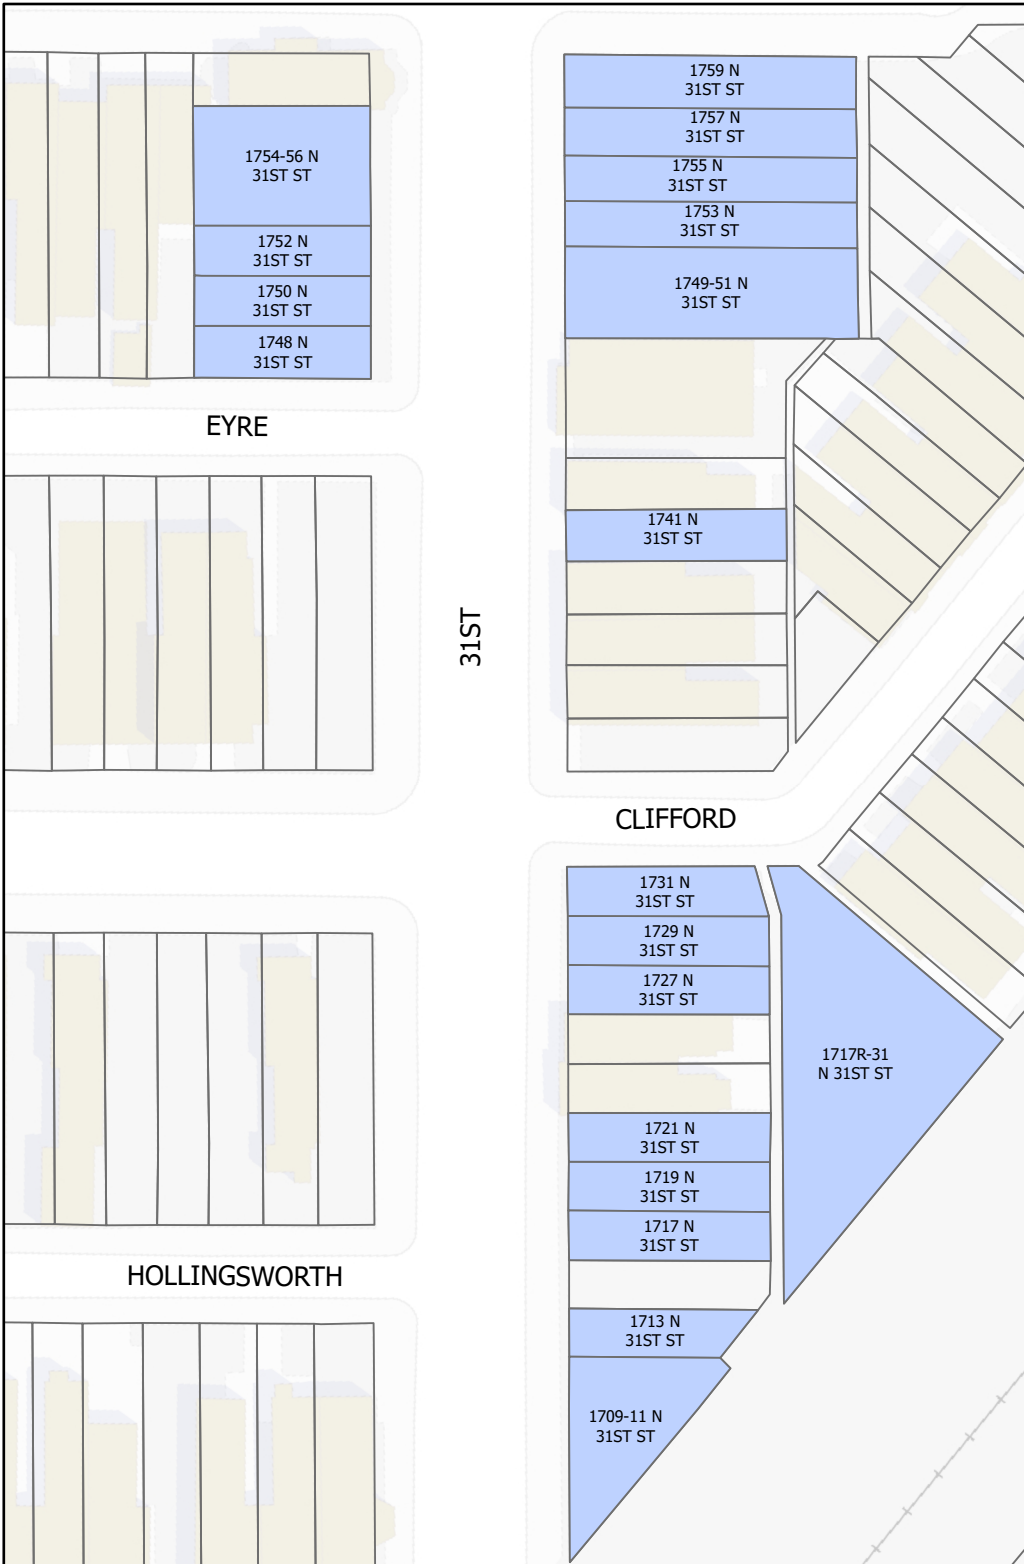 1759 N
31ST ST
1757 N
31ST ST
1754-56 N
31ST ST
1755 N
31ST ST
1753 N
31ST ST
1752 N
31ST ST
1749-51 N
31ST ST
1750 N
31ST ST
1748 N
31ST ST
EYRE
1741 N
31ST ST
31ST
CLIFFORD
1731 N
31ST ST
1729 N
31ST ST
1727 N
31ST ST
1717R-31
N 31ST ST
1721 N
31ST ST
1719 N
31ST ST
1717 N
31ST ST
HOLLINGSWORTH
1713 N
31ST ST
1709-11 N
31ST ST